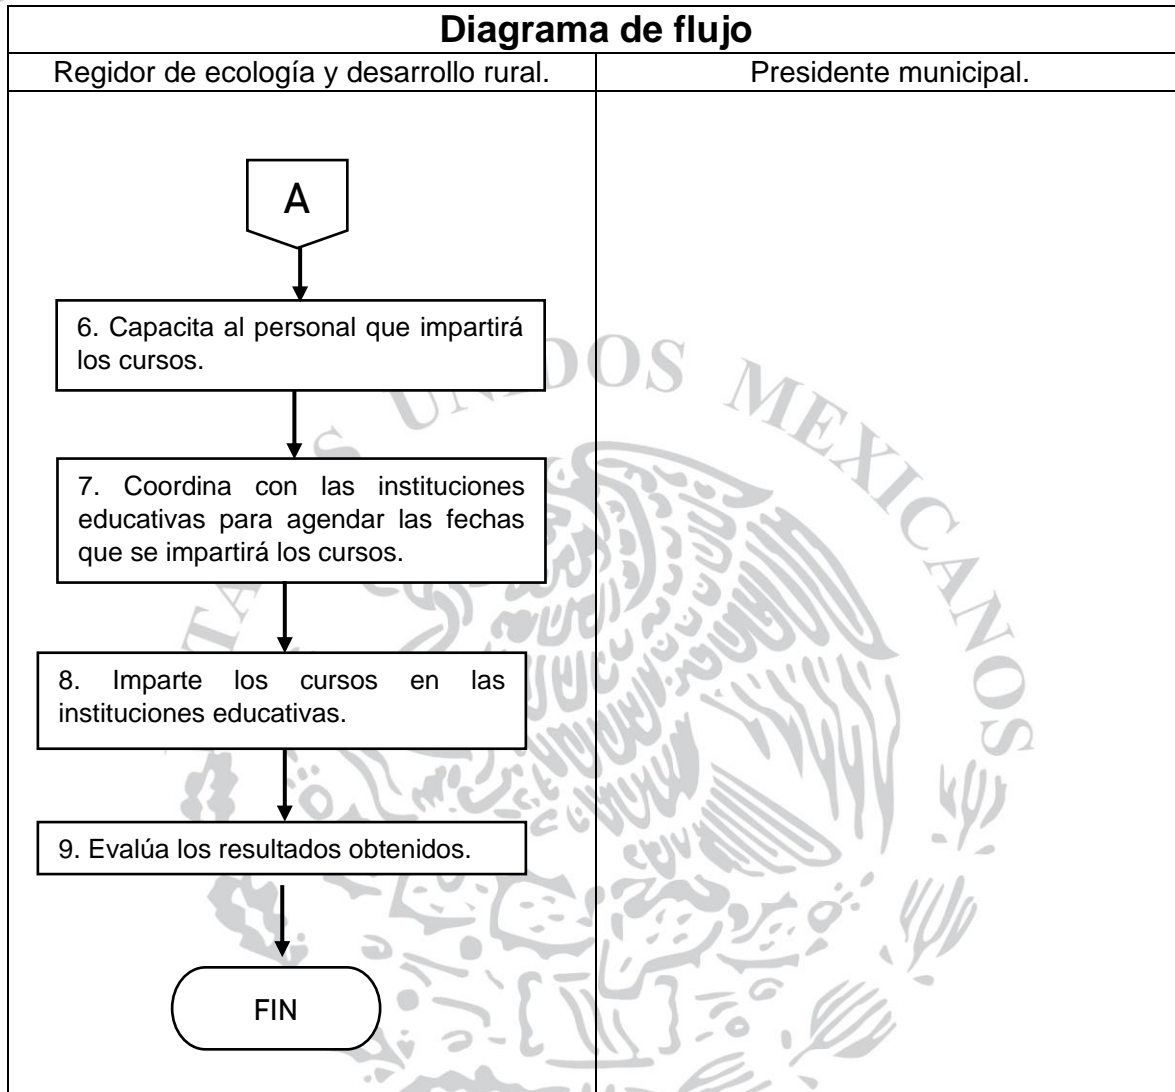 Diagrama de flujo
Regidor de ecología y desarrollo rural.
Presidente municipal.
A
6. Capacita al personal que impartirá
los cursos.
7. Coordina con las instituciones
educativas para agendar las fechas
que se impartirá los cursos.
8. Imparte los cursos en las
instituciones educativas.
9. Evalúa los resultados obtenidos.
FIN
UNIDOS MEXICANOS